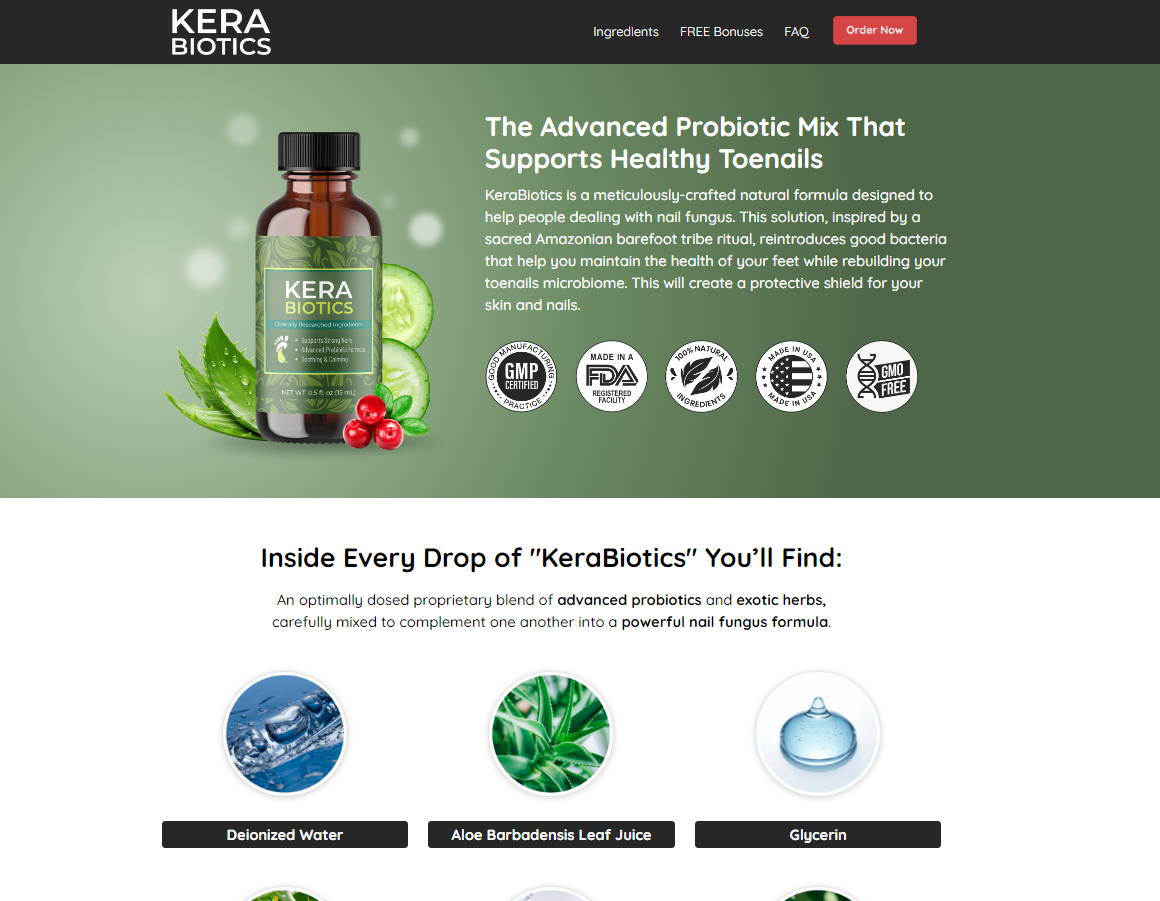 KERA
BIOTICS
Ingredients
FREE Bonuses
FAQ
Order Now
The Advanced Probiotic Mix That
Supports Healthy Toenails
KeraBiotics is a meticulously-crafted natural formula designed to
help people dealing with nail fungus. This solution, inspired by a
sacred Amazonian barefoot tribe ritual, reintroduces good bacteria
that help you maintain the health of your feet while rebuilding your
toenails microbiome. This will create a protective shield for your
skin and nails.
KERA
BIOTICS
Clinically Researched Ingredients
• Supports Strong Nails
• Advanced Probiotic Formula
• Soothing & Calming
NET WT 0.5 fl oz (15 mL)
GOOD MANUFACTURING
GMP
CERTIFIED
PRACTICE
MADE IN A
FDA
REGISTERED
FACILITY
100% NATURAL
INGREDIENTS
MADE IN USA
MADE IN USA
GMO
FREE
Inside Every Drop of "KeraBiotics" You’ll Find:
An optimally dosed proprietary blend of advanced probiotics and exotic herbs,
carefully mixed to complement one another into a powerful nail fungus formula.
Deionized Water
Aloe Barbadensis Leaf Juice
Glycerin